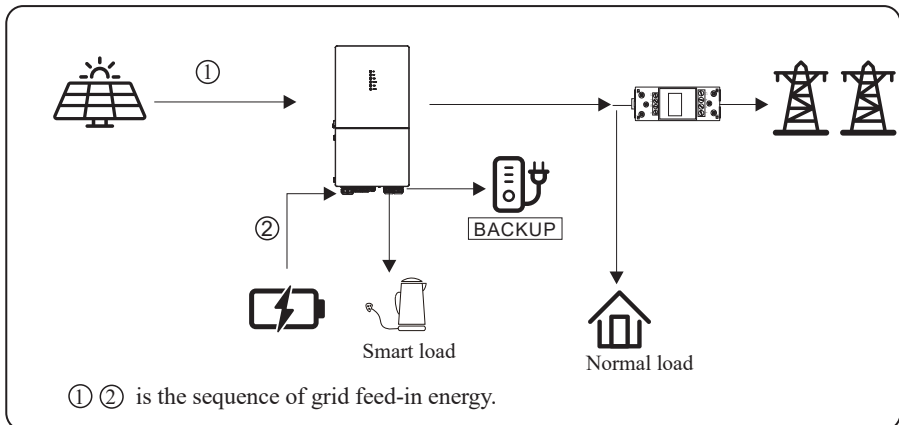 ①
②
BACKUP
Smart load
Normal load
① ② is the sequence of grid feed-in energy.